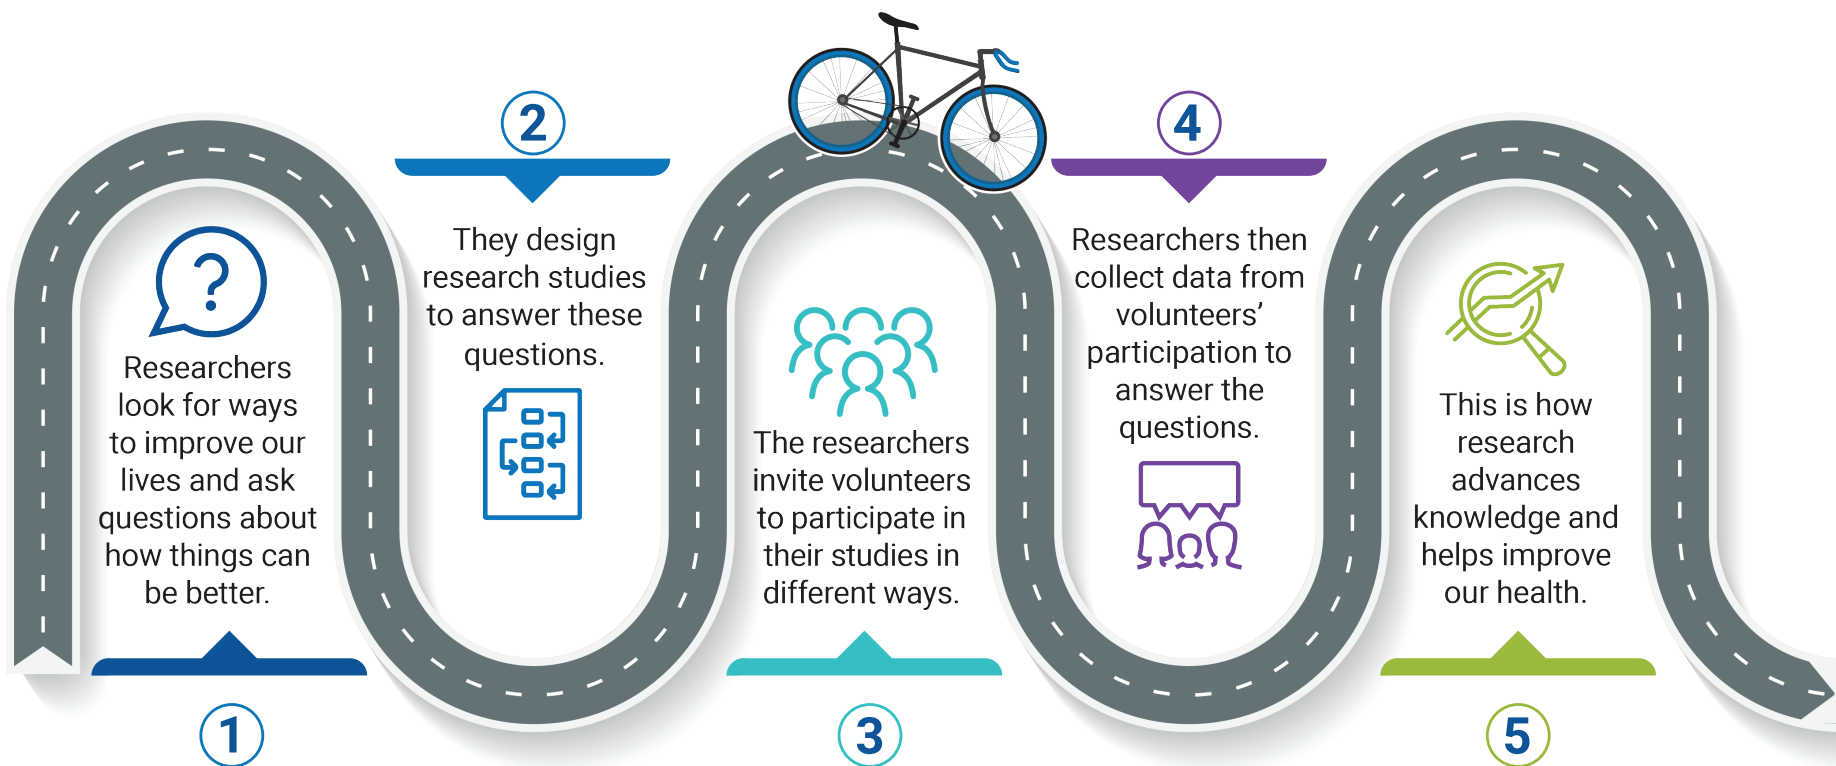 1
?
Researchers
look for ways
to improve our
lives and ask
questions about
how things can
be better.
2
They design
research studies
to answer these
questions.
3
The researchers
invite volunteers
to participate in
their studies in
different ways.
4
Researchers then
collect data from
volunteers’
participation to
answer the
questions.
5
This is how
research
advances
knowledge and
helps improve
our health.